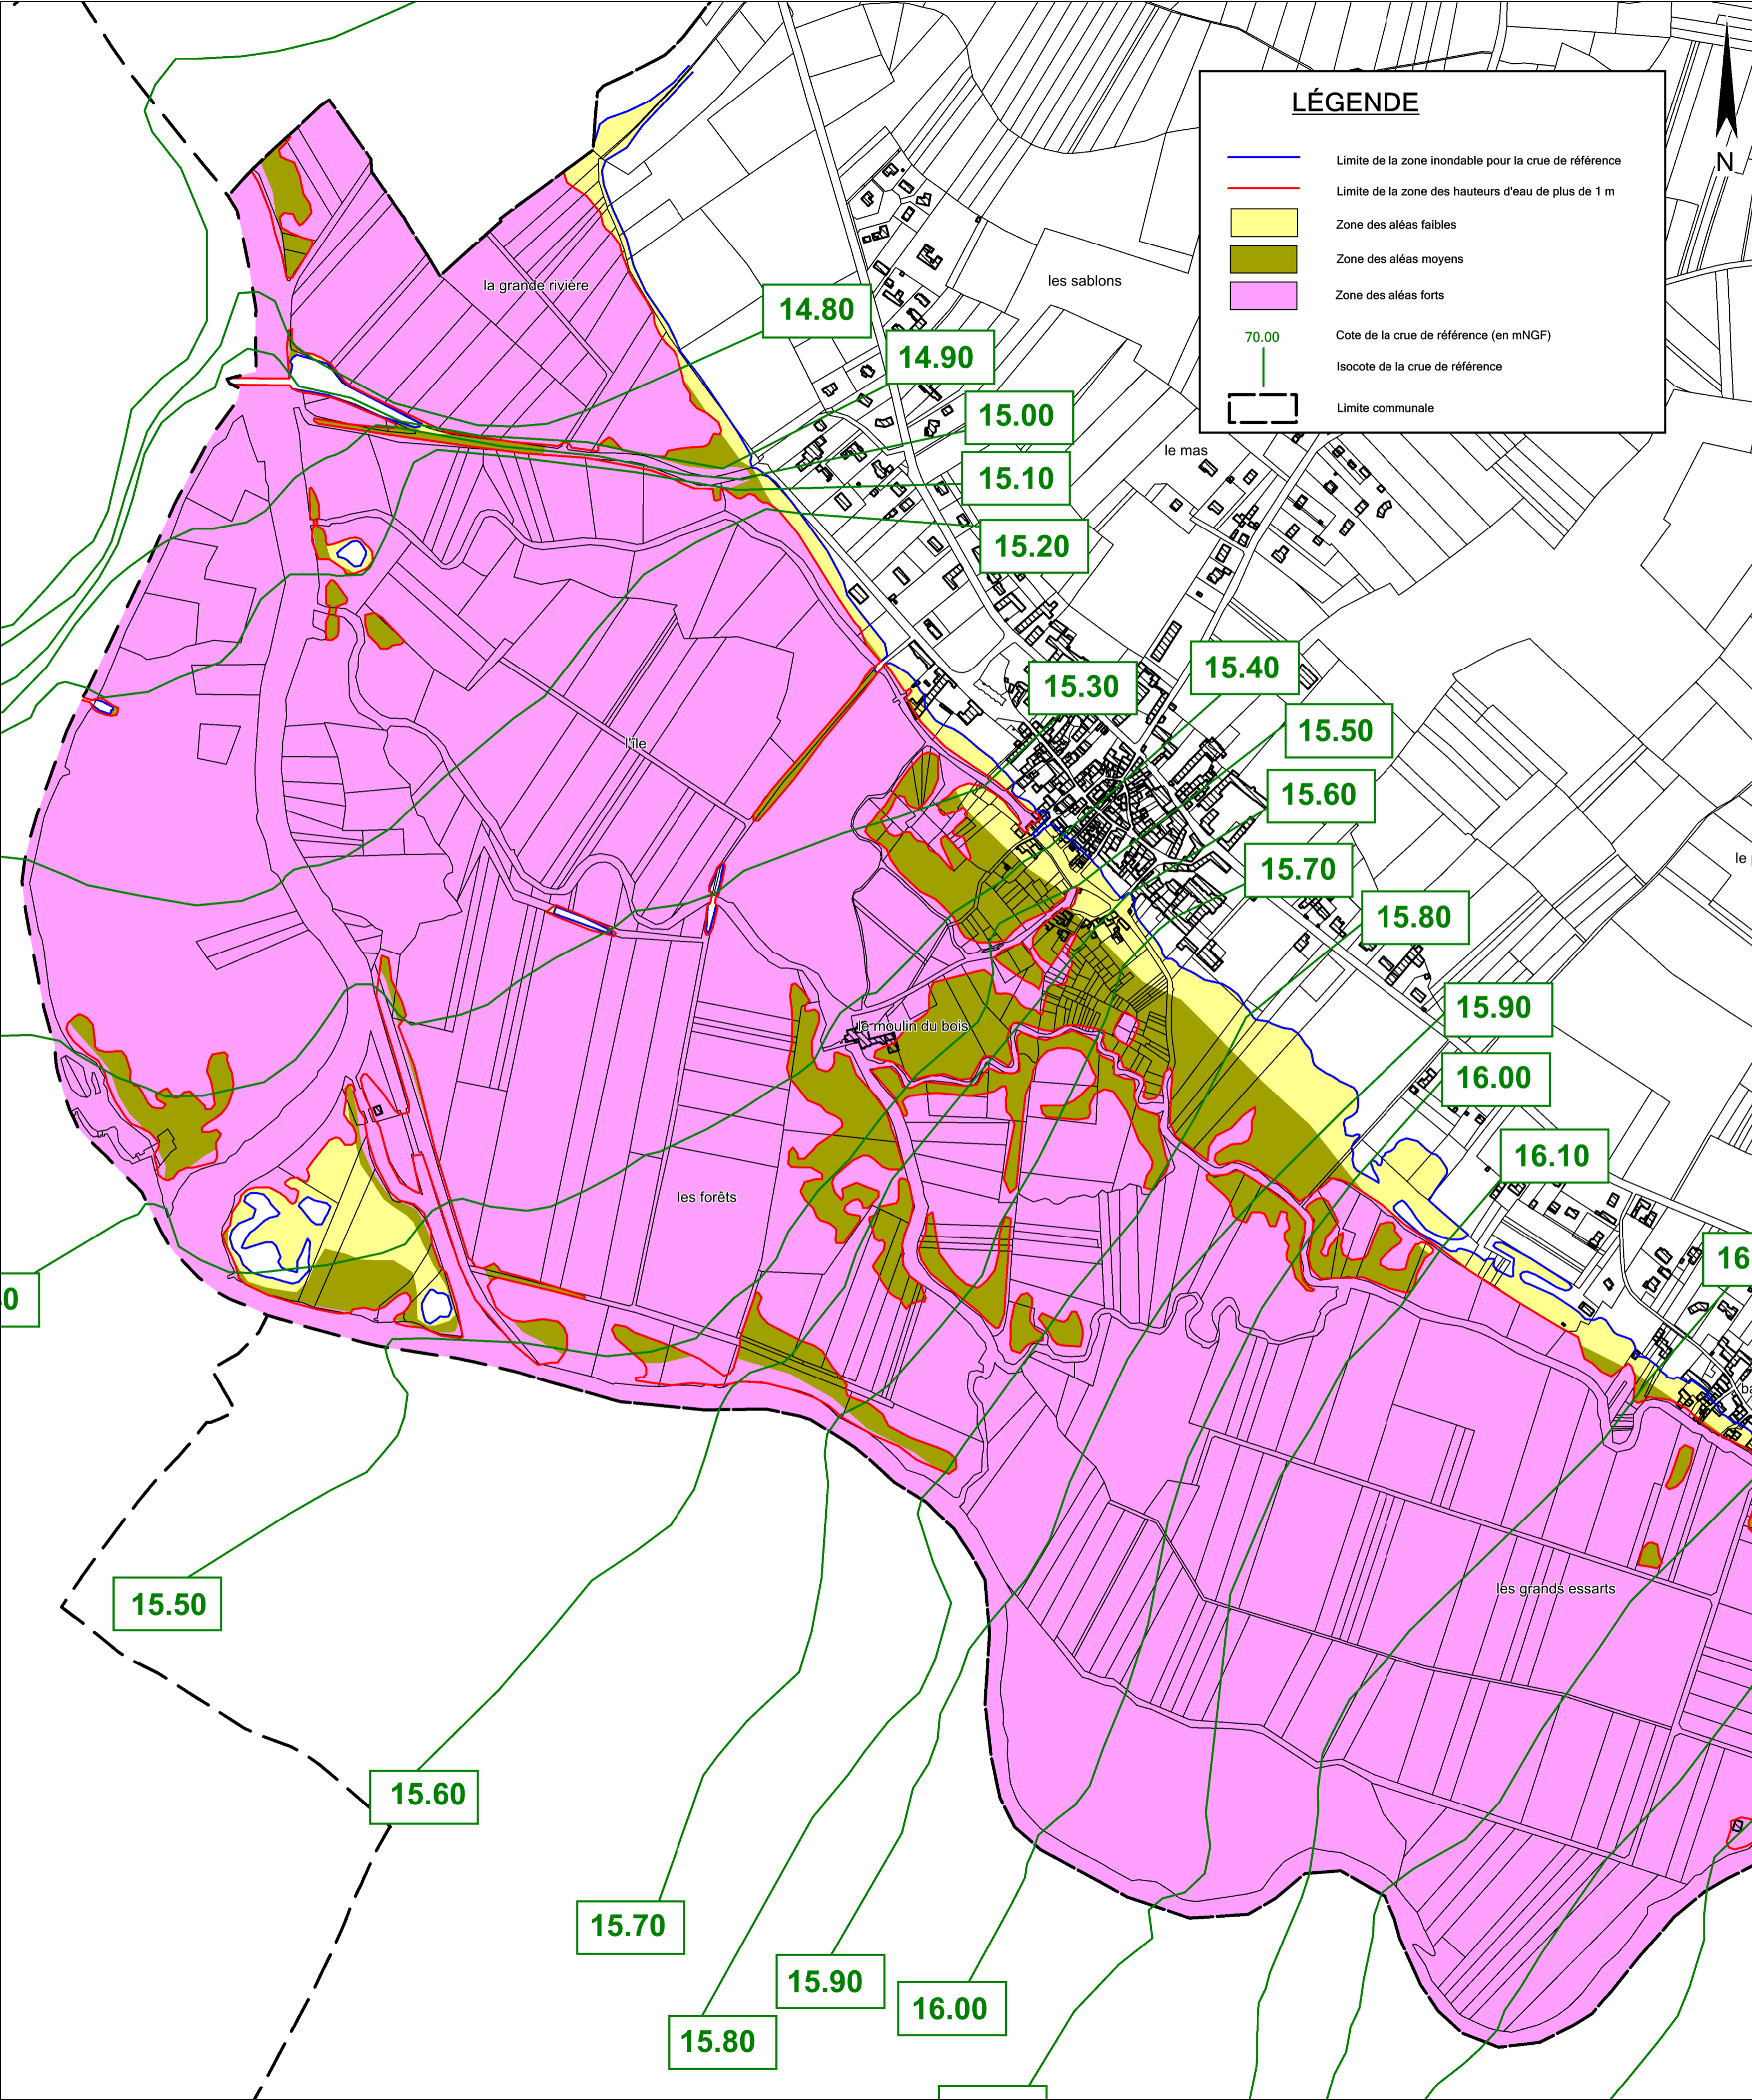 LÉGENDE
Limite de la zone inondable pour la crue de référence
Limite de la zone des hauteurs d'eau de plus de 1 m
Zone des aléas faibles
Zone des aléas moyens
Zone des aléas forts
70.00
Cote de la crue de référence (en mNGF)
Isocote de la crue de référence
Limite communale
N
la grande rivière
les sablons
14.80
14.90
15.00
le mas
15.10
15.20
15.40
15.30
15.50
l'île
15.60
le
15.70
15.80
15.90
le moulin du bois
16.00
16.10
les forêts
16
0
ba
les grands essarts
15.50
15.60
15.70
15.90
16.00
15.80